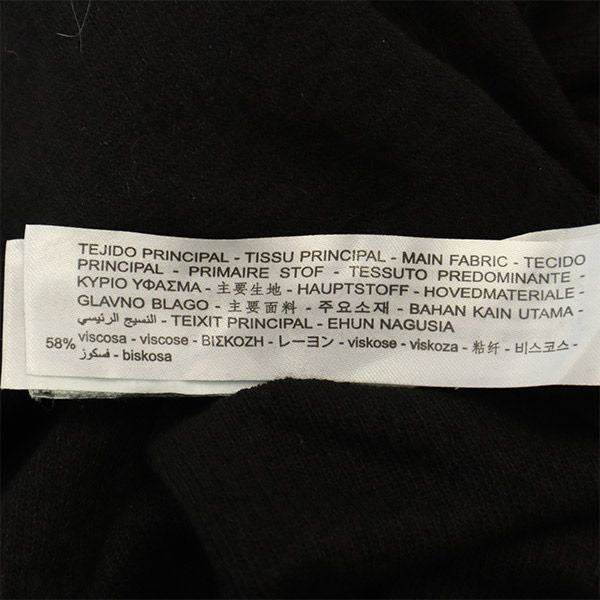 TEJIDO PRINCIPAL - TISSU PRINCIPAL - MAIN FABRIC - TECIDO
PRINCIPAL - PRIMAIRE STOF - TESSUTO PREDOMINANTE -
ΚΥΡΙΟ ΥΦΑΣΜΑ - 主要生地 - HAUPTSTOFF - HOVEDMATERIALE -
GLAVNO BLAGO - 主要面料 - 주요소재 - BAHAN KAIN UTAMA -
النسيج الرئيسي - TEIXIT PRINCIPAL - EHUN NAGUSIA
58% viscosa - viscose - ΒΙΣΚΟΖΗ - レーヨン - viskose - viskoza - 粘纤 - 비스코스 -
فسكوز - biskosa